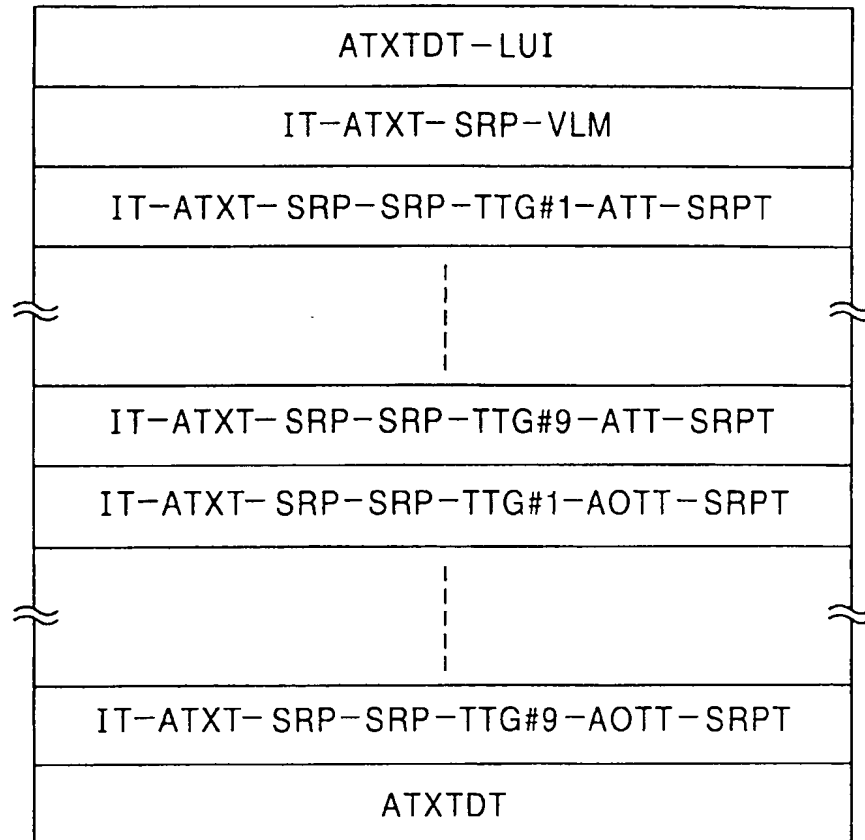 ATXTDT-LUI
IT-ATXT-SRP-VLM
IT-ATXT-SRP-SRP-TTG#1-ATT-SRPT
IT-ATXT-SRP-SRP-TTG#9-ATT-SRPT
IT-ATXT-SRP-SRP-TTG#1-AOTT-SRPT
IT-ATXT-SRP-SRP-TTG#9-AOTT-SRPT
ATXTDT